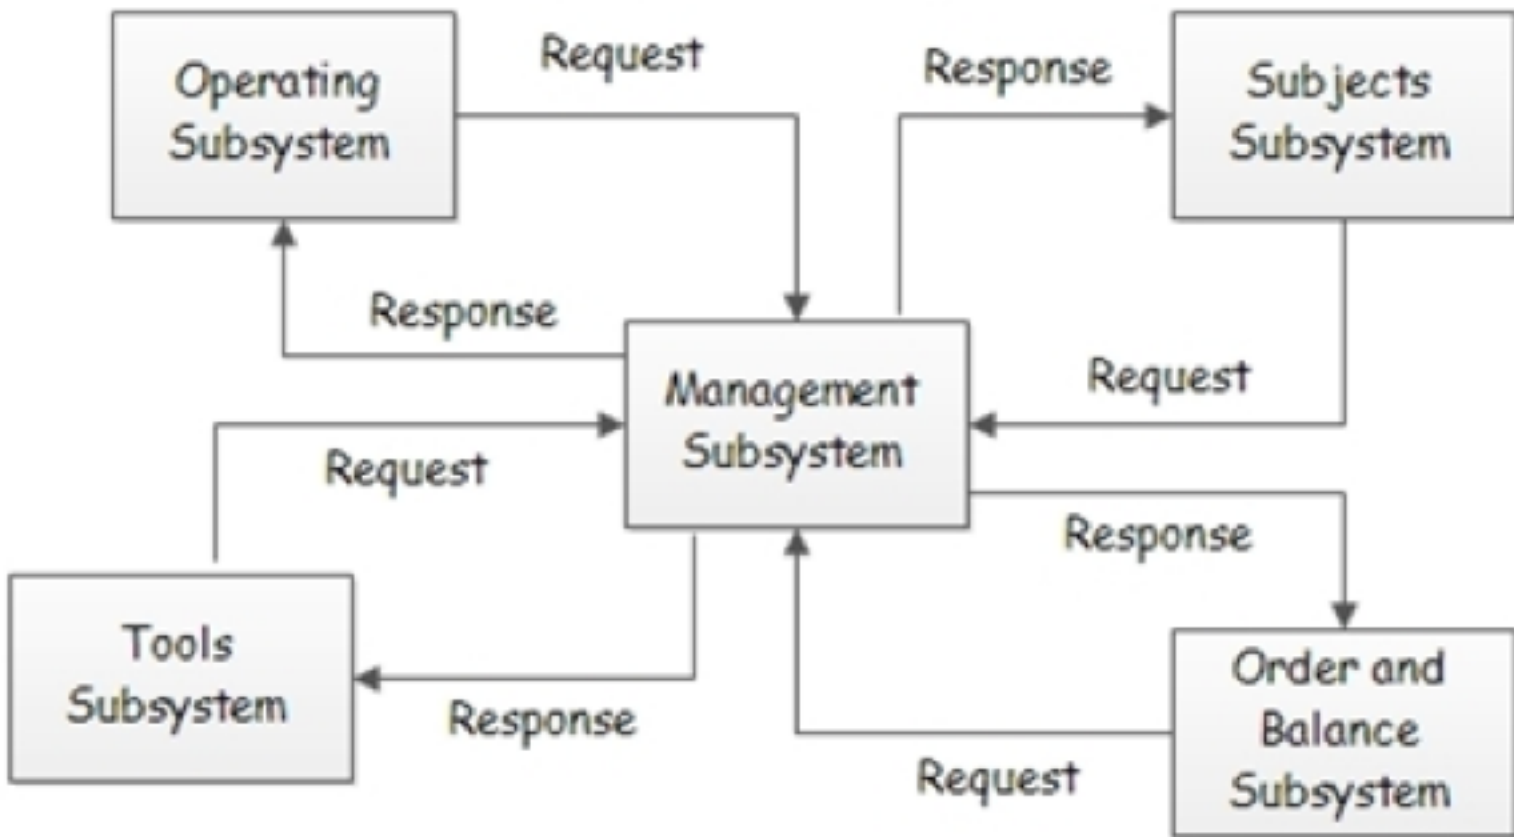 Operating
Subsystem
Request
Response
Subjects
Subsystem
Response
Management
Subsystem
Request
Request
Response
Tools
Subsystem
Response
Request
Order and
Balance
Subsystem